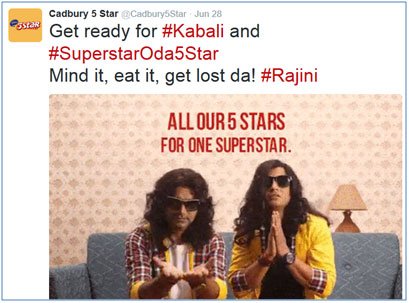 5STAR
Cadbury 5 Star @Cadbury5Star · Jun 28
Get ready for #Kabali and
#SuperstarOda5Star
Mind it, eat it, get lost da! #Rajini
ALL OUR 5 STARS
FOR ONE SUPERSTAR.